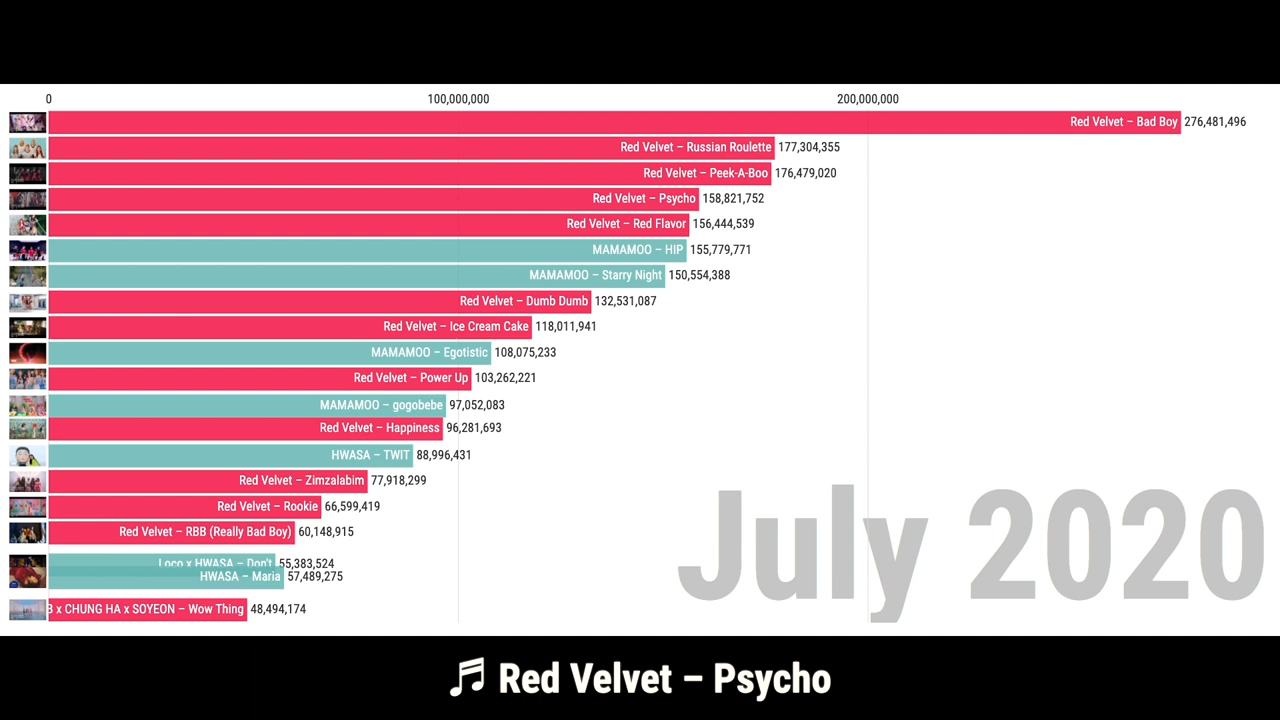 0 100,000,000 200,000,000
Red Velvet – Bad Boy 276,481,496
Red Velvet – Russian Roulette 177,304,355
Red Velvet – Peek-A-Boo 176,479,020
Red Velvet – Psycho 158,821,752
Red Velvet – Red Flavor 156,444,539
MAMAMOO – HIP 155,779,771
MAMAMOO – Starry Night 150,554,388
Red Velvet – Dumb Dumb 132,531,087
Red Velvet – Ice Cream Cake 118,011,941
MAMAMOO – Egotistic 108,075,233
Red Velvet – Power Up 103,262,221
MAMAMOO – gogobebe 97,052,083
Red Velvet – Happiness 96,281,693
HWASA – TWIT 88,996,431
Red Velvet – Zimzalabim 77,918,299
Red Velvet – Rookie 66,599,419
Red Velvet – RBB (Really Bad Boy) 60,148,915
Loco x HWASA – Don't 55,383,524
HWASA – Maria 57,489,275
B x CHUNG HA x SOYEON – Wow Thing 48,494,174
July 2020
Red Velvet – Psycho